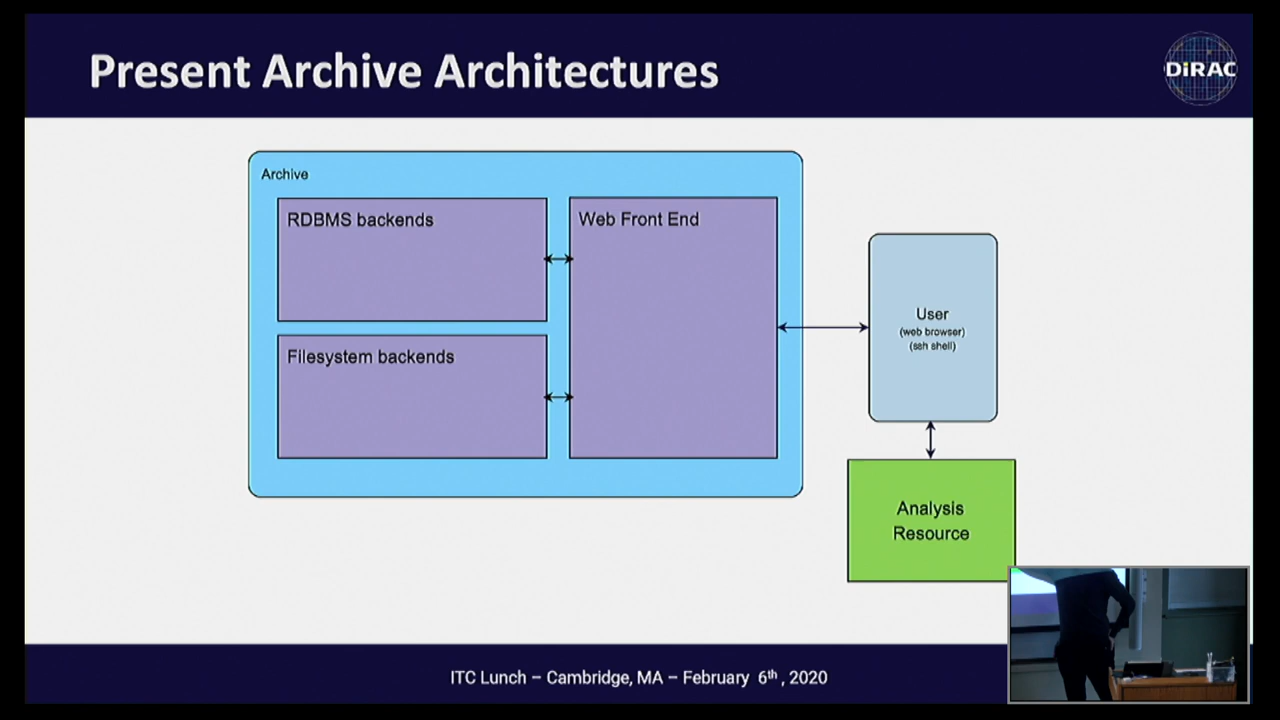 Present Archive Architectures
DiRAC
Archive
RDBMS backends
Web Front End
Filesystem backends
User
(web browser)
(ssh shell)
Analysis
Resource
ITC Lunch – Cambridge, MA – February 6th , 2020